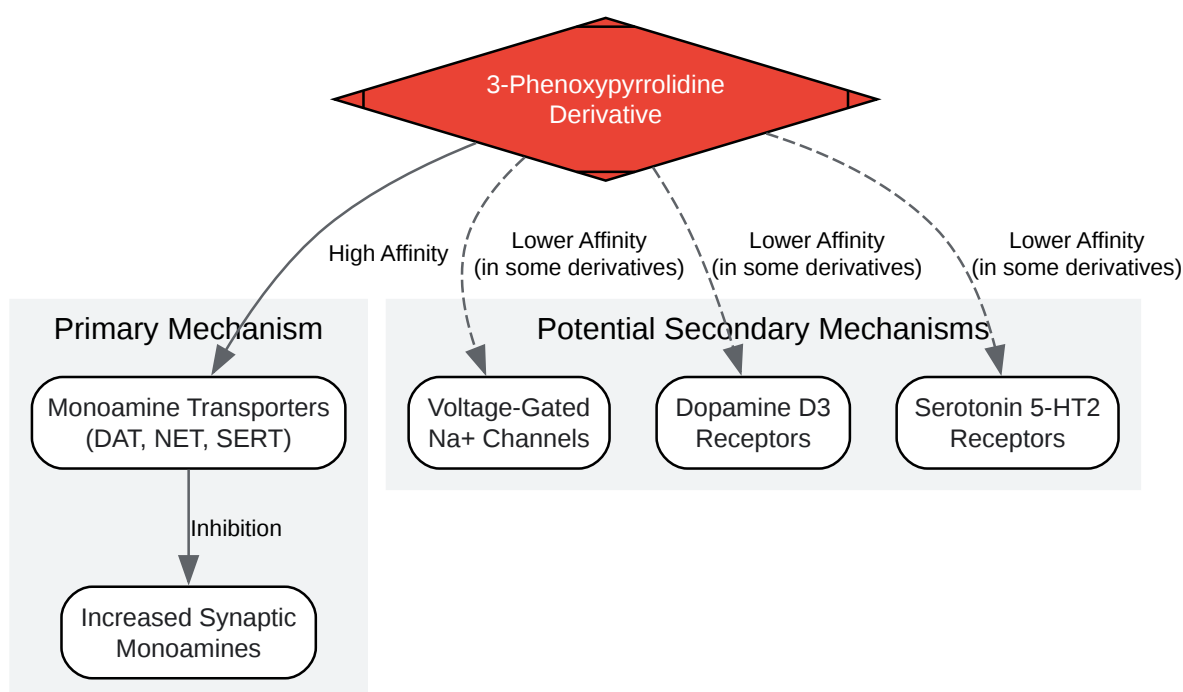 3-Phenoxypyrrolidine
Derivative
High Affinity
Lower Affinity
(in some derivatives)
Lower Affinity
(in some derivatives)
Lower Affinity
(in some derivatives)
Primary Mechanism
Potential Secondary Mechanisms
Monoamine Transporters
(DAT, NET, SERT)
Voltage-Gated
Na+ Channels
Dopamine D3
Receptors
Serotonin 5-HT2
Receptors
Inhibition
Increased Synaptic
Monoamines